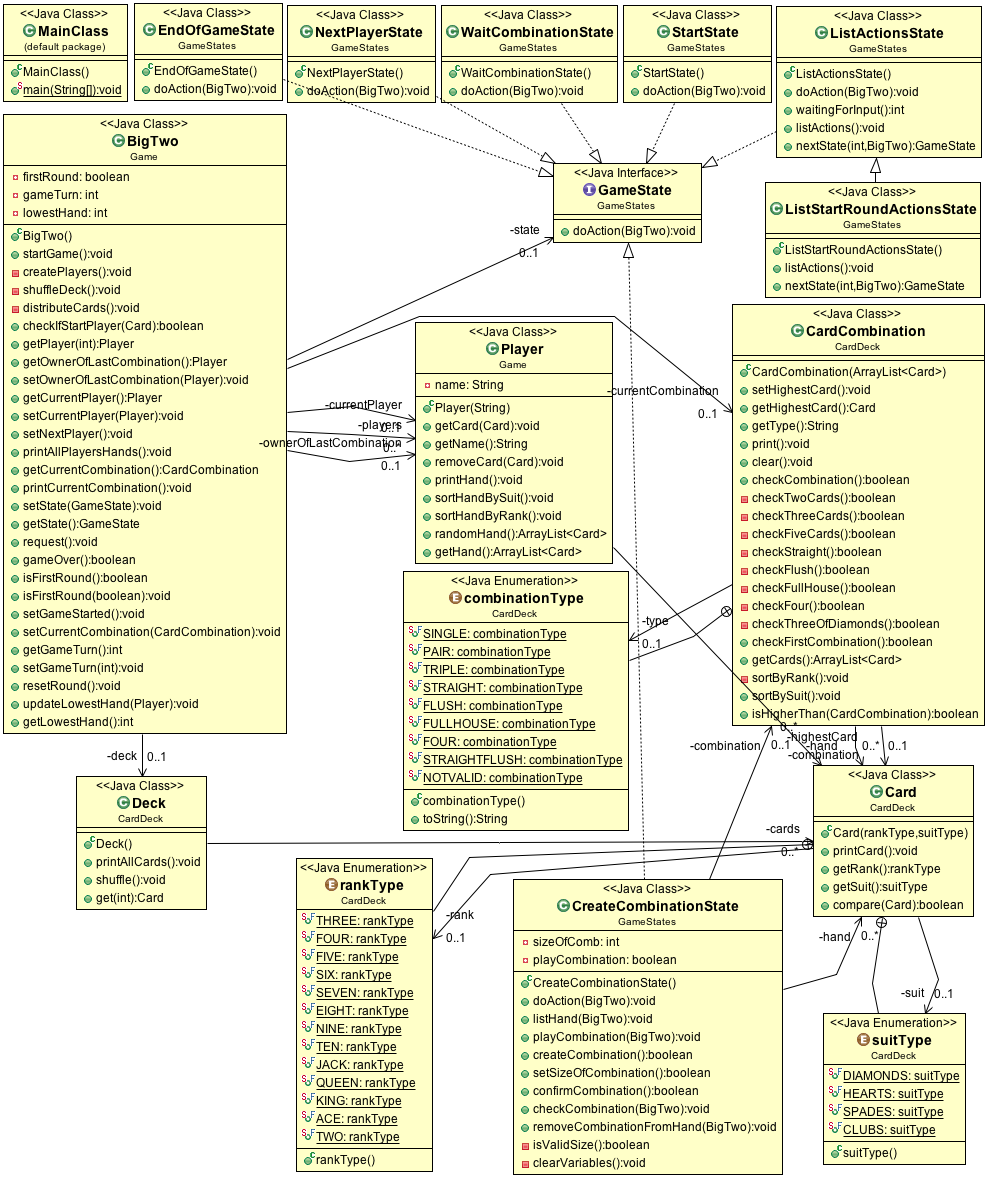 <<Java Class>>
MainClass
(default package)
MainClass()
main(String[]):void
<<Java Class>>
EndOfGameState
GameStates
EndOfGameState()
doAction(BigTwo):void
<<Java Class>>
NextPlayerState
GameStates
NextPlayerState()
doAction(BigTwo):void
<<Java Class>>
WaitCombinationState
GameStates
WaitCombinationState()
doAction(BigTwo):void
<<Java Class>>
StartState
GameStates
StartState()
doAction(BigTwo):void
<<Java Class>>
ListActionsState
GameStates
ListActionsState()
doAction(BigTwo):void
waitingForInput():int
listActions():void
nextState(int,BigTwo):GameState
<<Java Class>>
BigTwo
Game
firstRound: boolean
gameTurn: int
lowestHand: int
BigTwo()
startGame():void
createPlayers():void
shuffleDeck():void
distributeCards():void
checkIfStartPlayer(Card):boolean
getPlayer(int):Player
getOwnerOfLastCombination():Player
setOwnerOfLastCombination(Player):void
getCurrentPlayer():Player
setCurrentPlayer(Player):void
setNextPlayer():void
printAllPlayersHands():void
getCurrentCombination():CardCombination
printCurrentCombination():void
setState(GameState):void
getState():GameState
request():void
gameOver():boolean
isFirstRound():boolean
isFirstRound(boolean):void
setGameStarted():void
setCurrentCombination(CardCombination):void
getGameTurn():int
setGameTurn(int):void
resetRound():void
updateLowestHand(Player):void
getLowestHand():int
<<Java Interface>>
GameState
GameStates
doAction(BigTwo):void
-state
0..1
<<Java Class>>
ListStartRoundActionsState
GameStates
ListStartRoundActionsState()
listActions():void
nextState(int,BigTwo):GameState
<<Java Class>>
Player
Game
name: String
Player(String)
getCard(Card):void
getName():String
removeCard(Card):void
printHand():void
sortHandBySuit():void
sortHandByRank():void
randomHand():ArrayList<Card>
getHand():ArrayList<Card>
-currentPlayer
0..1
-players
0..*
-ownerOfLastCombination
0..1
-currentCombination
0..1
<<Java Class>>
CardCombination
CardDeck
CardCombination(ArrayList<Card>)
setHighestCard():void
getHighestCard():Card
getType():String
print():void
clear():void
checkCombination():boolean
checkTwoCards():boolean
checkThreeCards():boolean
checkFiveCards():boolean
checkStraight():boolean
checkFlush():boolean
checkFullHouse():boolean
checkFour():boolean
checkThreeOfDiamonds():boolean
checkFirstCombination():boolean
getCards():ArrayList<Card>
sortByRank():void
sortBySuit():void
isHigherThan(CardCombination):boolean
<<Java Enumeration>>
combinationType
CardDeck
SINGLE: combinationType
PAIR: combinationType
TRIPLE: combinationType
STRAIGHT: combinationType
FLUSH: combinationType
FULLHOUSE: combinationType
FOUR: combinationType
STRAIGHTFLUSH: combinationType
NOTVALID: combinationType
combinationType()
toString():String
-type
0..1
-combination
0..1
0..*
-hand
-highestCard
0..1
-combination
0..*
-deck
0..1
<<Java Class>>
Deck
CardDeck
Deck()
printAllCards():void
shuffle():void
get(int):Card
-cards
0..*
<<Java Class>>
Card
CardDeck
Card(rankType,suitType)
printCard():void
getRank():rankType
getSuit():suitType
compare(Card):boolean
<<Java Enumeration>>
rankType
CardDeck
THREE: rankType
FOUR: rankType
FIVE: rankType
SIX: rankType
SEVEN: rankType
EIGHT: rankType
NINE: rankType
TEN: rankType
JACK: rankType
QUEEN: rankType
KING: rankType
ACE: rankType
TWO: rankType
rankType()
-rank
0..1
<<Java Class>>
CreateCombinationState
GameStates
sizeOfComb: int
playCombination: boolean
CreateCombinationState()
doAction(BigTwo):void
listHand(BigTwo):void
playCombination(BigTwo):void
createCombination():boolean
setSizeOfCombination():boolean
confirmCombination():boolean
checkCombination(BigTwo):void
removeCombinationFromHand(BigTwo):void
isValidSize():boolean
clearVariables():void
-hand
0..*
-suit
0..1
<<Java Enumeration>>
suitType
CardDeck
DIAMONDS: suitType
HEARTS: suitType
SPADES: suitType
CLUBS: suitType
suitType()